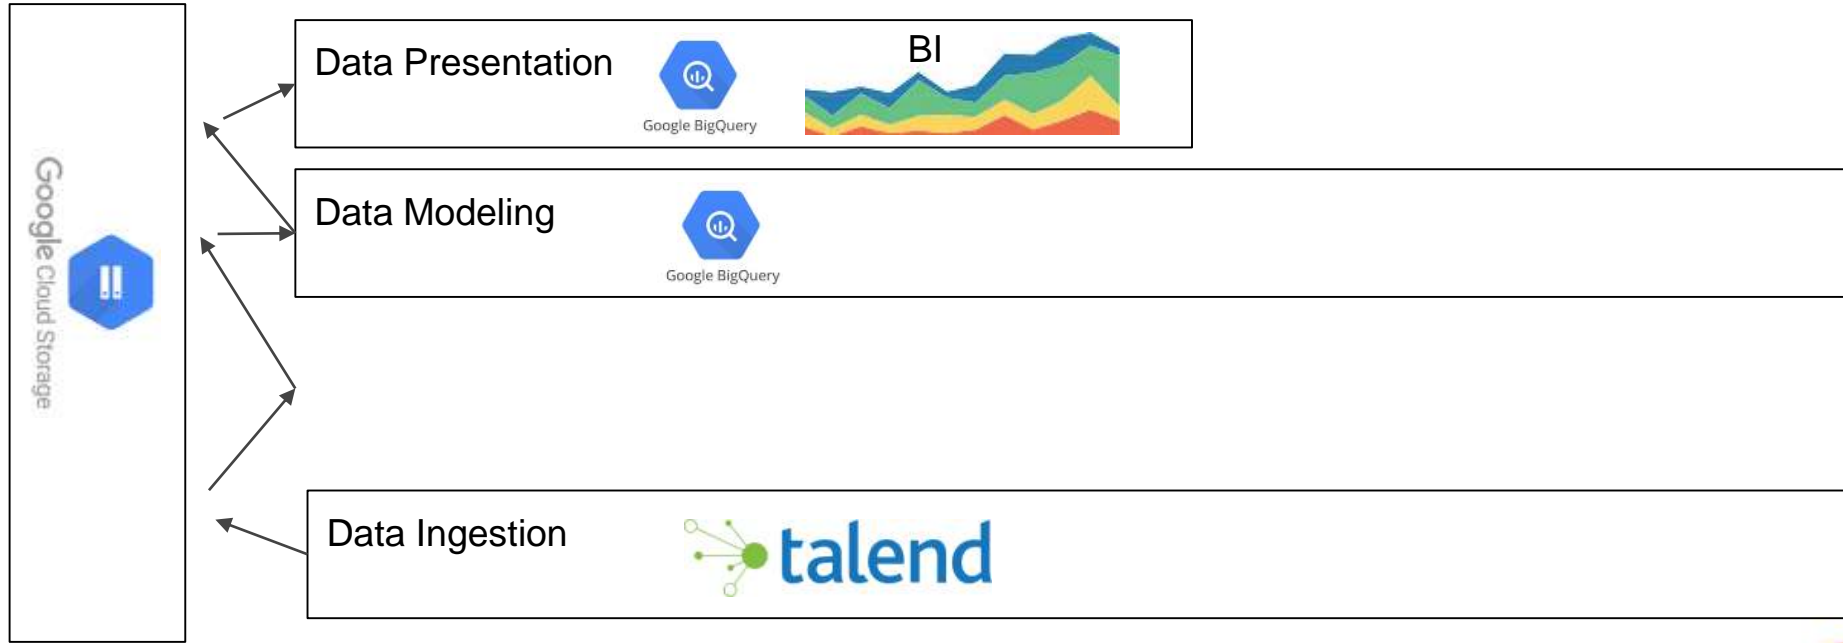 Google Cloud Storage
Data Presentation
Google BigQuery
BI
Data Modeling
Google BigQuery
Data Ingestion
talend